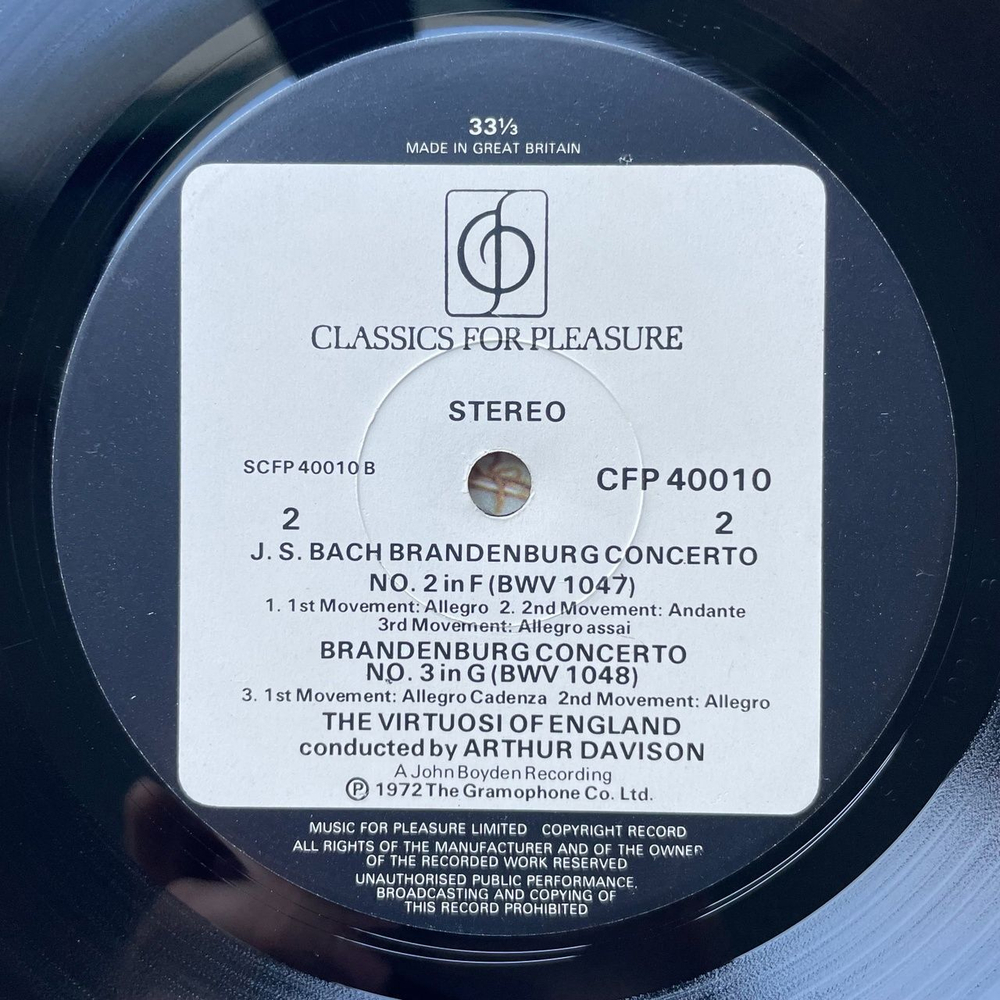 33⅓
MADE IN GREAT BRITAIN
CLASSICS FOR PLEASURE
STEREO
SCFP 40010 B
CFP 40010
2
2
J. S. BACH BRANDENBURG CONCERTO
NO. 2 in F (BWV 1047)
1. 1st Movement: Allegro 2. 2nd Movement: Andante
3rd Movement: Allegro assai
BRANDENBURG CONCERTO
NO. 3 in G (BWV 1048)
3. 1st Movement: Allegro Cadenza 2nd Movement: Allegro
THE VIRTUOSI OF ENGLAND
conducted by ARTHUR DAVISON
A John Boyden Recording
Ⓟ 1972 The Gramophone Co. Ltd.
MUSIC FOR PLEASURE LIMITED COPYRIGHT RECORD
ALL RIGHTS OF THE MANUFACTURER AND OF THE OWNER
OF THE RECORDED WORK RESERVED
UNAUTHORISED PUBLIC PERFORMANCE,
BROADCASTING AND COPYING OF
THIS RECORD PROHIBITED